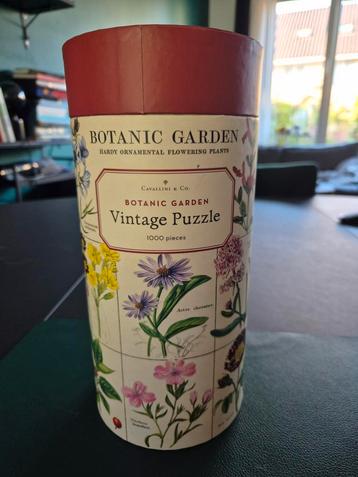 BOTANIC GARDEN
HARDY ORNAMENTAL FLOWERING PLANTS
CAVALLINI & CO.
BOTANIC GARDEN
Vintage Puzzle
1000 pieces